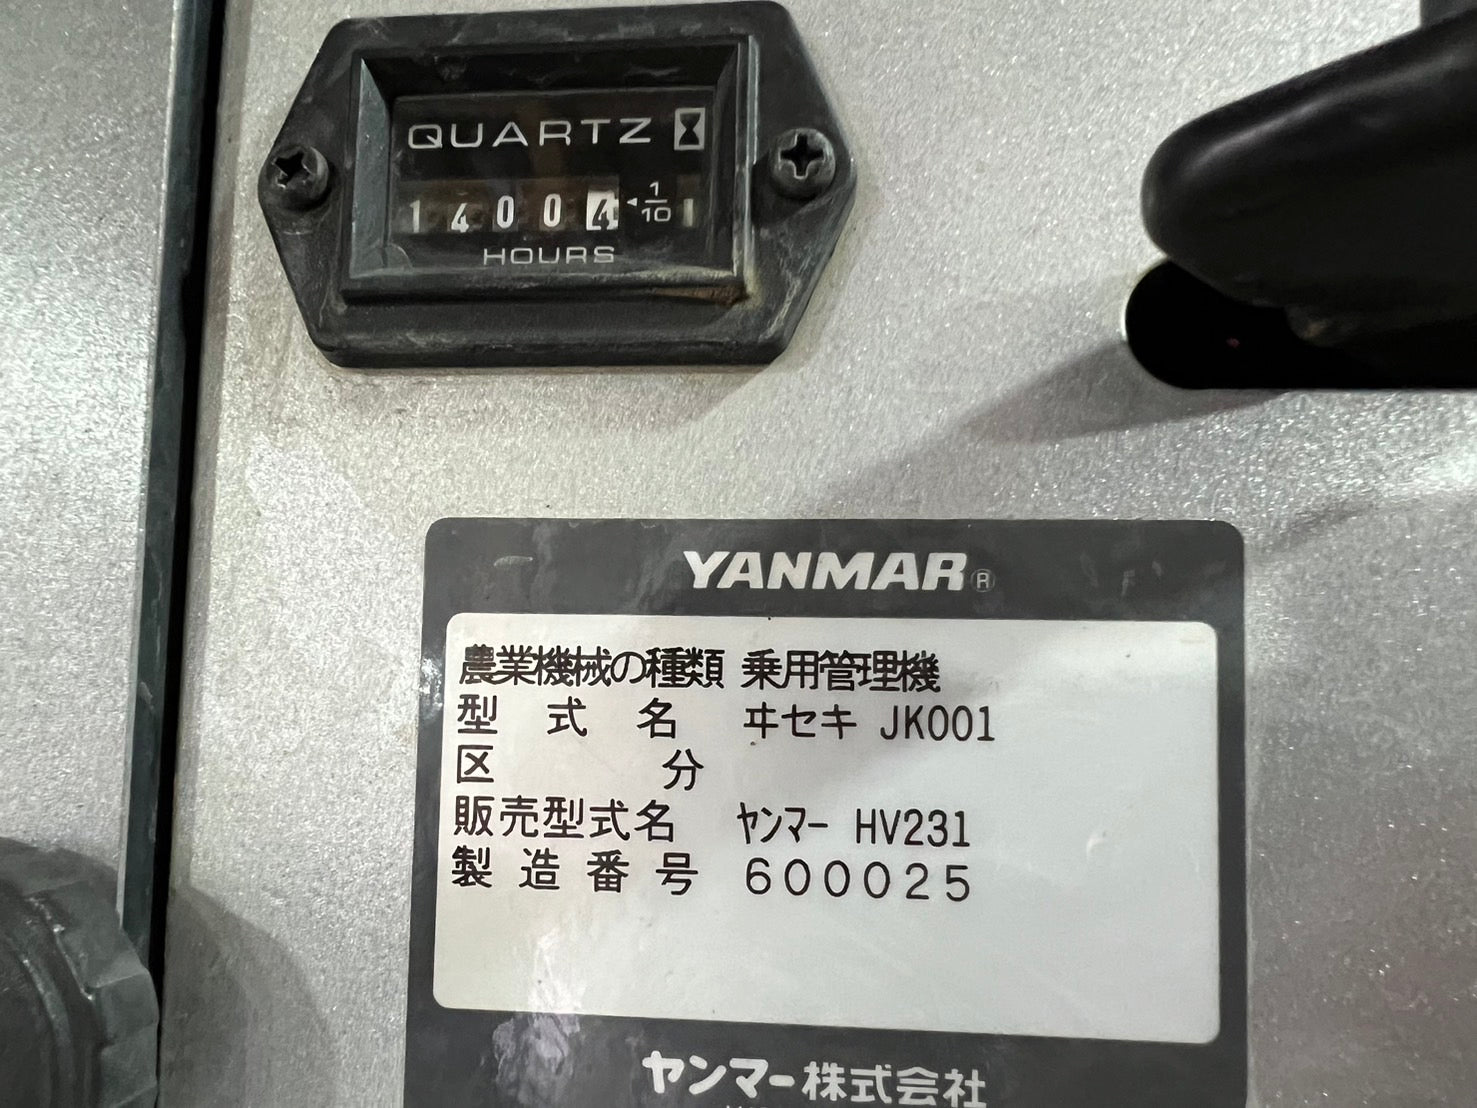 QUARTZ
14004 1/10
HOURS
YANMAR®
農業機械の種類 乗用管理機
型式名 ヰセキ JK001
区分
販売型式名 ヤンマー HV231
製造番号 600025
ヤンマー株式会社